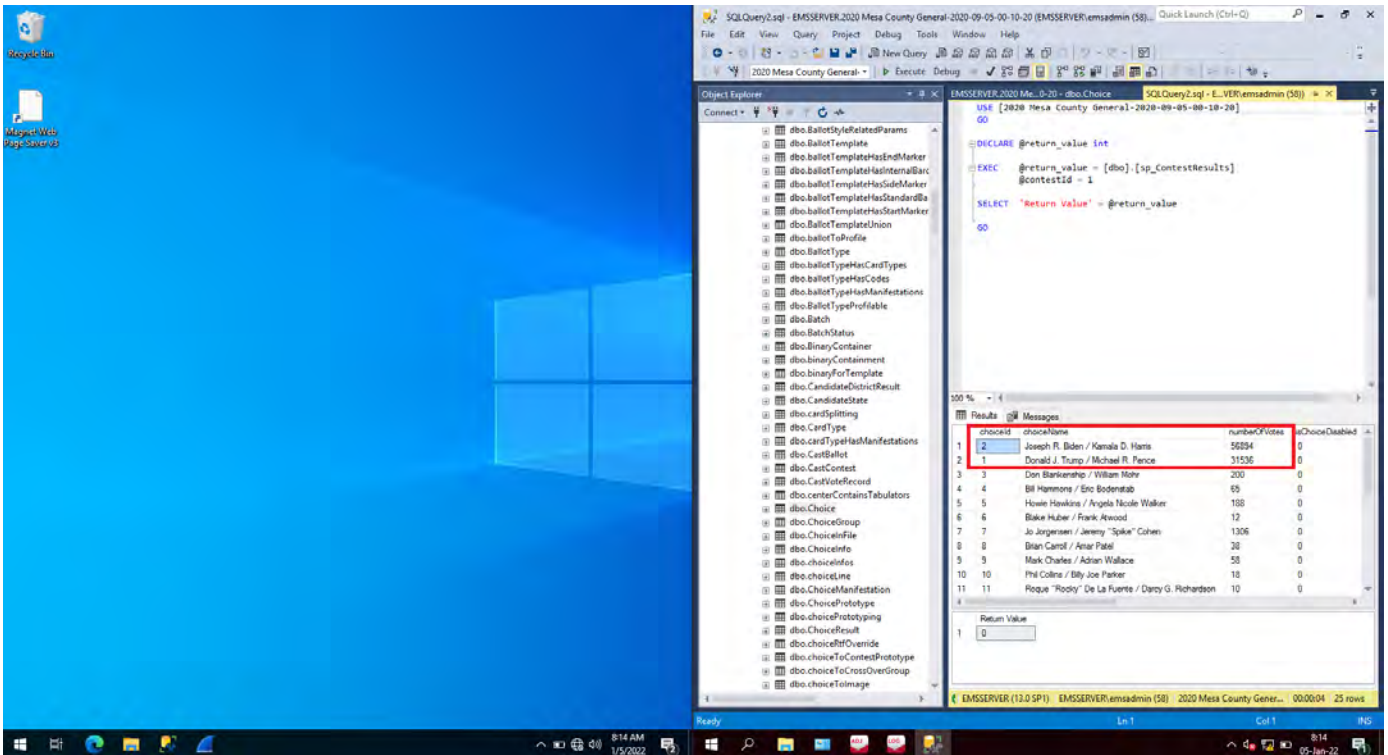 Recycle Bin
Magnet Web
Page Saver v3
8:14 AM
1/5/2022
SQLQuery2.sql - EMSSERVER.2020 Mesa County General-2020-09-05-00-10-20 (EMSSERVER\emsadmin (58))...
Quick Launch (Ctrl+Q)
File Edit View Query Project Debug Tools Window Help
New Query
2020 Mesa County General- Execute Debug
Object Explorer
Connect
dbo.BallotStyleRelatedParams
dbo.BallotTemplate
dbo.ballotTemplateHasEndMarker
dbo.ballotTemplateHasInternalBarc
dbo.ballotTemplateHasSideMarker
dbo.ballotTemplateHasStandardBa
dbo.ballotTemplateHasStartMarker
dbo.BallotTemplateUnion
dbo.ballotToProfile
dbo.BallotType
dbo.ballotTypeHasCardTypes
dbo.ballotTypeHasCodes
dbo.ballotTypeHasManifestations
dbo.BallotTypeProfilable
dbo.Batch
dbo.BatchStatus
dbo.BinaryContainer
dbo.binaryContainment
dbo.binaryForTemplate
dbo.CandidateDistrictResult
dbo.CandidateState
dbo.cardSplitting
dbo.CardType
dbo.cardTypeHasManifestations
dbo.CastBallot
dbo.CastContest
dbo.CastVoteRecord
dbo.centerContainsTabulators
dbo.Choice
dbo.ChoiceGroup
dbo.ChoiceInFile
dbo.ChoiceInfo
dbo.choiceInfos
dbo.choiceLine
dbo.ChoiceManifestation
dbo.ChoicePrototype
dbo.choicePrototyping
dbo.ChoiceResult
dbo.choiceRtfOverride
dbo.choiceToContestPrototype
dbo.choiceToCrossOverGroup
dbo.choiceToImage
EMSSERVER.2020 Me...0-20 - dbo.Choice SQLQuery2.sql - E...VER\emsadmin (58))
USE [2020 Mesa County General-2020-09-05-00-10-20]
GO
DECLARE @return_value int
EXEC @return_value = [dbo].[sp_ContestResults]
@contestId = 1
SELECT 'Return Value' = @return_value
GO
100 %
Results Messages
choiceId choiceName numberOfVotes isChoiceDisabled
1 2 Joseph R. Biden / Kamala D. Harris 56894 0
2 1 Donald J. Trump / Michael R. Pence 31536 0
3 3 Don Blankenship / William Mohr 200 0
4 4 Bill Hammons / Eric Bodenstab 65 0
5 5 Howie Hawkins / Angela Nicole Walker 188 0
6 6 Blake Huber / Frank Atwood 12 0
7 7 Jo Jorgensen / Jeremy "Spike" Cohen 1306 0
8 8 Brian Carroll / Amar Patel 38 0
9 9 Mark Charles / Adrian Wallace 58 0
10 10 Phil Collins / Billy Joe Parker 18 0
11 11 Roque "Rocky" De La Fuente / Darcy G. Richardson 10 0
Return Value
1 0
EMSSERVER (13.0 SP1) EMSSERVER\emsadmin (58) 2020 Mesa County Gener... 00:00:04 25 rows
Ready Ln 1 Col 1 INS
8:14
05-Jan-22